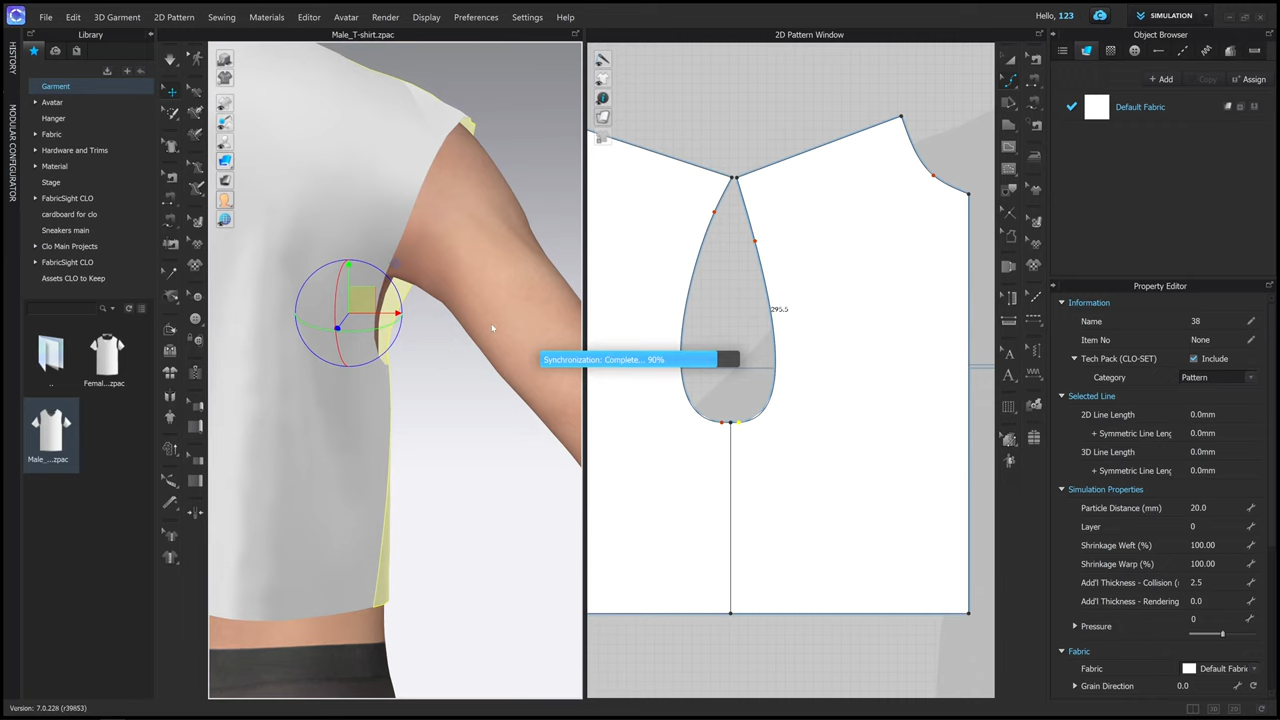 File Edit 3D Garment 2D Pattern Sewing Materials Editor Avatar Render Display Preferences Settings Help
Hello, 123
SIMULATION
HISTORY
MODULAR CONFIGURATOR
Library
Garment
Avatar
Hanger
Fabric
Hardware and Trims
Material
Stage
FabricSight CLO
cardboard for clo
Sneakers main
Clo Main Projects
FabricSight CLO
Assets CLO to Keep
..
Femal...zpac
Male_...zpac
Male_T-shirt.zpac
2D Pattern Window
295.5
Synchronization: Complete... 90%
Object Browser
+ Add Copy Assign
Default Fabric
Property Editor
Information
Name 38
Item No None
Tech Pack (CLO-SET) Include
Category Pattern
Selected Line
2D Line Length 0.0mm
+ Symmetric Line Leng 0.0mm
3D Line Length 0.0mm
+ Symmetric Line Leng 0.0mm
Simulation Properties
Particle Distance (mm) 20.0
Layer 0
Shrinkage Weft (%) 100.00
Shrinkage Warp (%) 100.00
Add'l Thickness - Collision ( 2.5
Add'l Thickness - Rendering 0.0
Pressure 0
Fabric
Fabric Default Fabric
Grain Direction 0.0
Version: 7.0.228 (r39853)